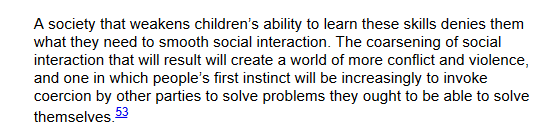 A society that weakens children’s ability to learn these skills denies them
what they need to smooth social interaction. The coarsening of social
interaction that will result will create a world of more conflict and violence,
and one in which people’s first instinct will be increasingly to invoke
coercion by other parties to solve problems they ought to be able to solve
themselves.53